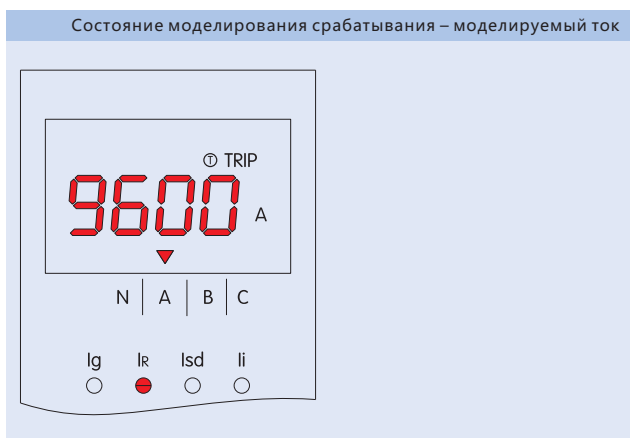 Состояние моделирования срабатывания – моделируемый ток
Ⓣ TRIP
9600 A
N A B C
Ig IR Isd Ii